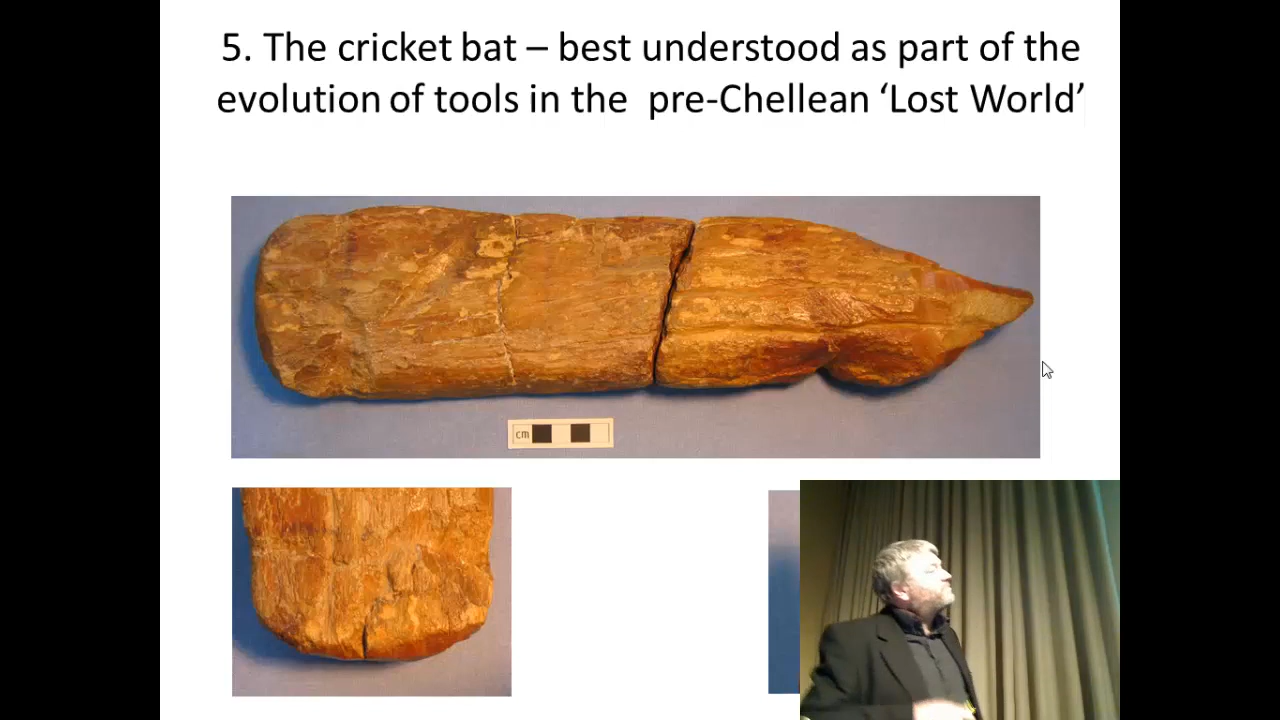 5. The cricket bat – best understood as part of the
evolution of tools in the pre-Chellean ‘Lost World’
cm